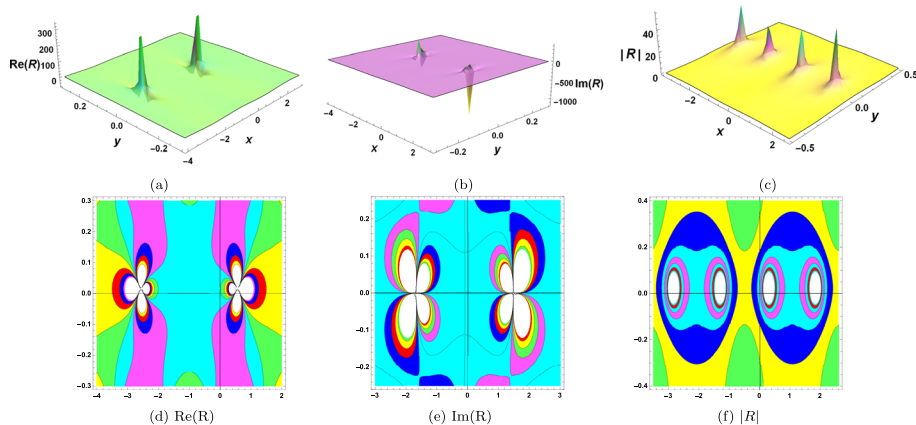 300
200
Re(R)
100
0
0.2
0.0
y
-0.2
-4
-2
0
x
2
(a)
0
-500
Im(R)
-1000
-2
0
x
2
-0.2
0.0
y
0.2
(b)
40
|R|
20
0
-2
0
x
2
-0.5
0.0
y
0.5
(c)
0.3
0.2
0.1
0.0
-0.1
-0.2
-0.3
-4 -3 -2 -1 0 1 2
(d) Re(R)
0.2
0.1
0.0
-0.1
-0.2
-3 -2 -1 0 1 2 3
(e) Im(R)
0.4
0.2
0.0
-0.2
-0.4
-3 -2 -1 0 1 2
(f) |R|